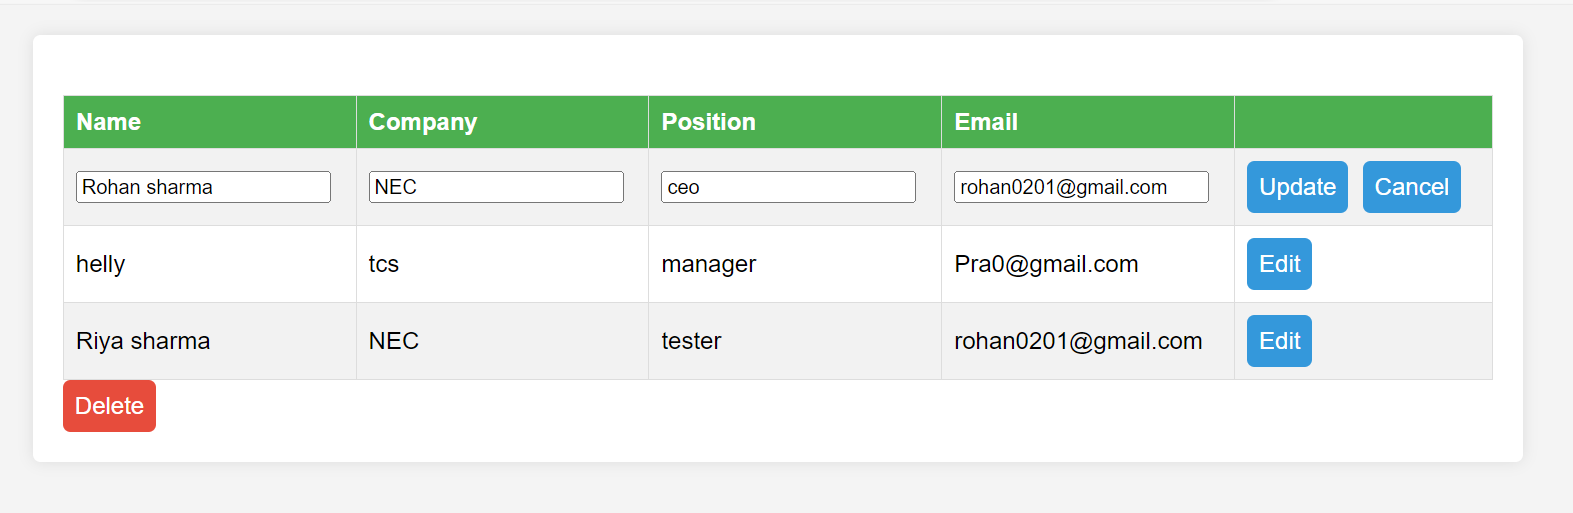 Name Company Position Email
Rohan sharma NEC ceo rohan0201@gmail.com Update Cancel
helly tcs manager Pra0@gmail.com Edit
Riya sharma NEC tester rohan0201@gmail.com Edit
Delete